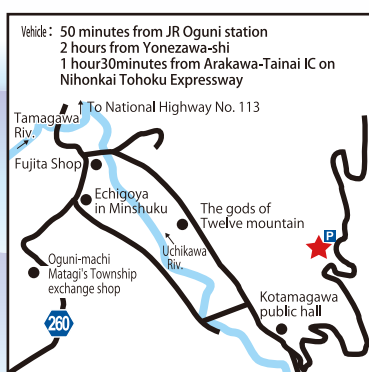 Vehicle : 50 minutes from JR Oguni station
2 hours from Yonezawa-shi
1 hour30minutes from Arakawa-Tainai IC on
Nihonkai Tohoku Expressway
To National Highway No. 113
Tamagawa
Riv.
Fujita Shop
Echigoya
in Minshuku
The gods of
Twelve mountain
P
Uchikawa
Riv.
Oguni-machi
Matagi's Township
exchange shop
Kotamagawa
public hall
260